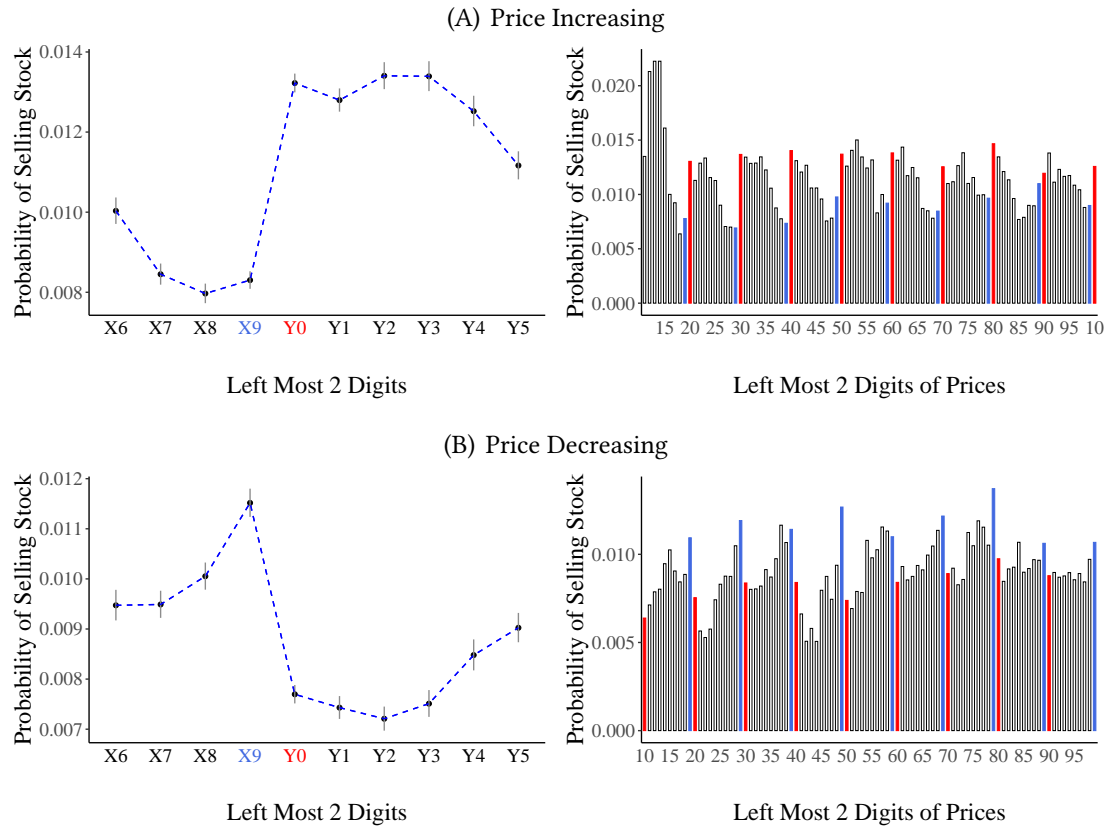 (A) Price Increasing
Probability of Selling Stock
0.014
0.012
0.010
0.008
X6 X7 X8 X9 Y0 Y1 Y2 Y3 Y4 Y5
Left Most 2 Digits
Probability of Selling Stock
0.020
0.015
0.010
0.005
0.000
15 20 25 30 35 40 45 50 55 60 65 70 75 80 85 90 95 10
Left Most 2 Digits of Prices
(B) Price Decreasing
Probability of Selling Stock
0.012
0.011
0.010
0.009
0.008
0.007
X6 X7 X8 X9 Y0 Y1 Y2 Y3 Y4 Y5
Left Most 2 Digits
Probability of Selling Stock
0.010
0.005
0.000
10 15 20 25 30 35 40 45 50 55 60 65 70 75 80 85 90 95
Left Most 2 Digits of Prices